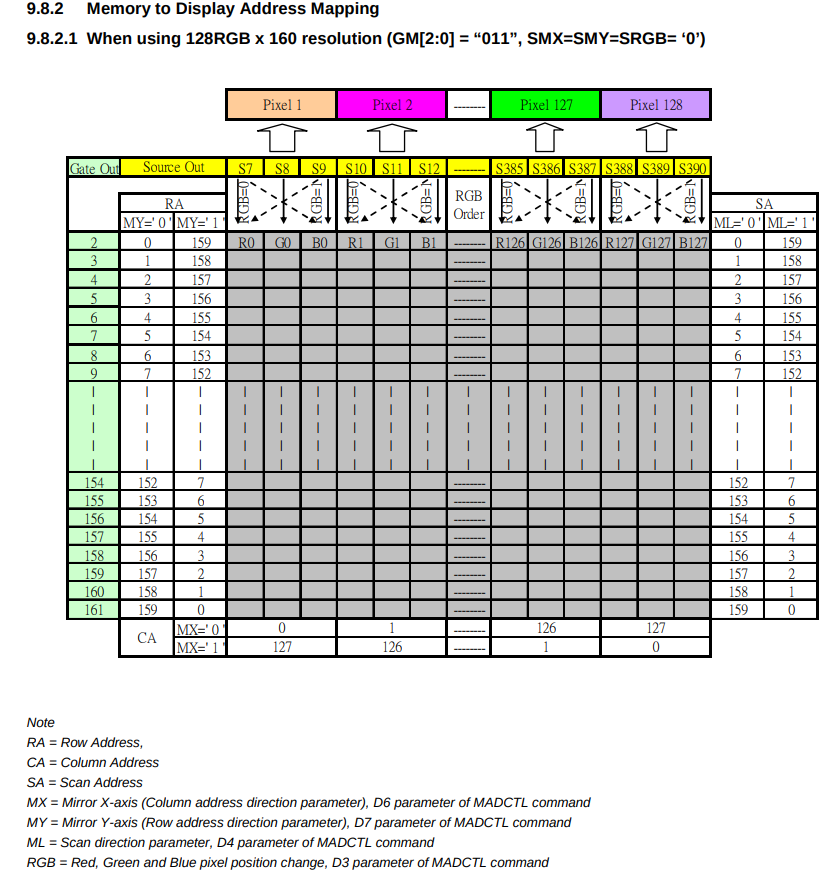 9.8.2 Memory to Display Address Mapping
9.8.2.1 When using 128RGB x 160 resolution (GM[2:0] = “011”, SMX=SMY=SRGB= ‘0’)
Pixel 1 Pixel 2 -------- Pixel 127 Pixel 128
Gate Out Source Out S7 S8 S9 S10 S11 S12 -------- S385 S386 S387 S388 S389 S390
RA RGB=0 RGB=1 RGB=0 RGB=1 RGB Order RGB=0 RGB=1 RGB=0 RGB=1 SA
MY=' 0 ' MY=' 1 ' ML=' 0 ' ML=' 1 '
2 0 159 R0 G0 B0 R1 G1 B1 -------- R126 G126 B126 R127 G127 B127 0 159
3 1 158 -------- 1 158
4 2 157 -------- 2 157
5 3 156 -------- 3 156
6 4 155 -------- 4 155
7 5 154 -------- 5 154
8 6 153 -------- 6 153
9 7 152 -------- 7 152
154 152 7 -------- 152 7
155 153 6 -------- 153 6
156 154 5 -------- 154 5
157 155 4 -------- 155 4
158 156 3 -------- 156 3
159 157 2 -------- 157 2
160 158 1 -------- 158 1
161 159 0 -------- 159 0
CA MX=' 0 ' 0 1 -------- 126 127
MX=' 1 ' 127 126 -------- 1 0
Note
RA = Row Address,
CA = Column Address
SA = Scan Address
MX = Mirror X-axis (Column address direction parameter), D6 parameter of MADCTL command
MY = Mirror Y-axis (Row address direction parameter), D7 parameter of MADCTL command
ML = Scan direction parameter, D4 parameter of MADCTL command
RGB = Red, Green and Blue pixel position change, D3 parameter of MADCTL command